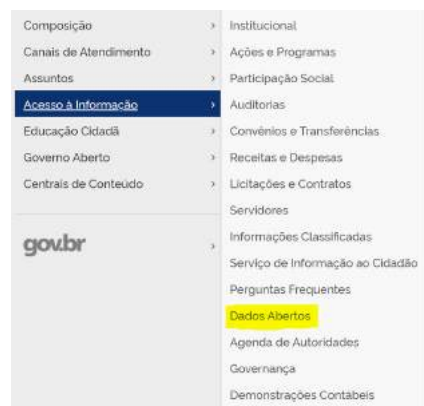 Composição
Canais de Atendimento
Assuntos
Acesso à Informação
Educação Cidadã
Governo Aberto
Centrais de Conteúdo
gov.br
Institucional
Ações e Programas
Participação Social
Auditorias
Convênios e Transferências
Receitas e Despesas
Licitações e Contratos
Servidores
Informações Classificadas
Serviço de Informação ao Cidadão
Perguntas Frequentes
Dados Abertos
Agenda de Autoridades
Governança
Demonstrações Contábeis